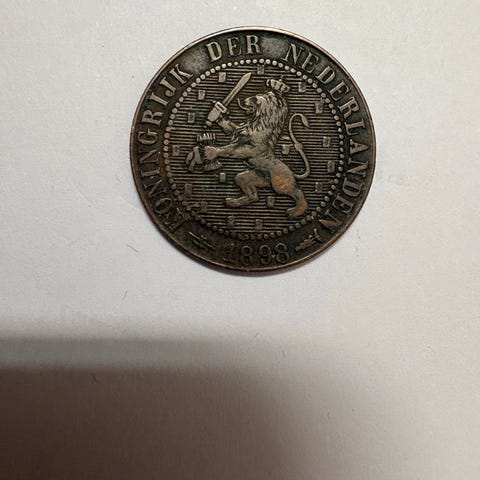 KONINGRIJK DER NEDERLANDEN
1898